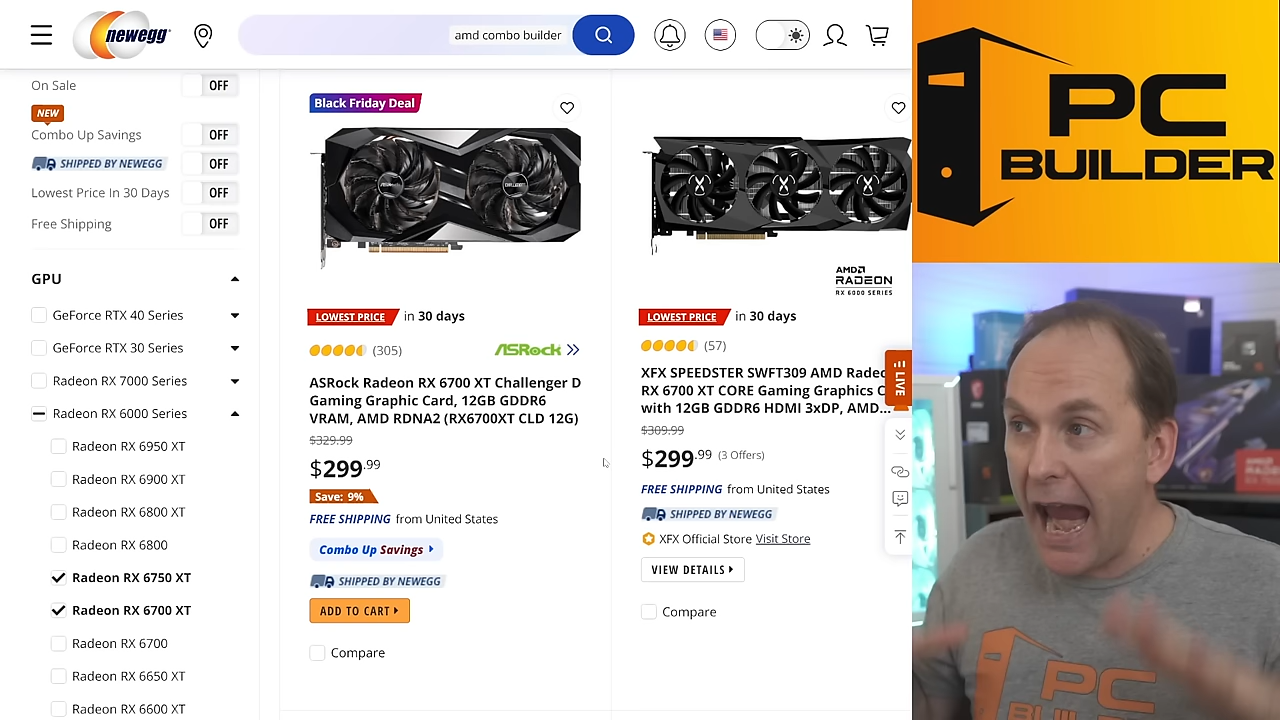 newegg
amd combo builder
On Sale
OFF
NEW
Combo Up Savings
OFF
SHIPPED BY NEWEGG
OFF
Lowest Price In 30 Days
OFF
Free Shipping
OFF
GPU
GeForce RTX 40 Series
GeForce RTX 30 Series
Radeon RX 7000 Series
Radeon RX 6000 Series
Radeon RX 6950 XT
Radeon RX 6900 XT
Radeon RX 6800 XT
Radeon RX 6800
Radeon RX 6750 XT
Radeon RX 6700 XT
Radeon RX 6700
Radeon RX 6650 XT
Radeon RX 6600 XT
Black Friday Deal
LOWEST PRICE in 30 days
(305)
ASRock
ASRock Radeon RX 6700 XT Challenger D
Gaming Graphic Card, 12GB GDDR6
VRAM, AMD RDNA2 (RX6700XT CLD 12G)
$329.99
$299.99
Save: 9%
FREE SHIPPING from United States
Combo Up Savings
SHIPPED BY NEWEGG
ADD TO CART
Compare
AMD
RADEON
RX 6000 SERIES
LOWEST PRICE in 30 days
(57)
XFX SPEEDSTER SWFT309 AMD
RX 6700 XT CORE Gaming Graphics
with 12GB GDDR6 HDMI 3xDP, AMD...
$309.99
$299.99 (3 Offers)
FREE SHIPPING from United States
SHIPPED BY NEWEGG
XFX Official Store Visit Store
VIEW DETAILS
Compare
LIVE
PC
BUILDER
PC